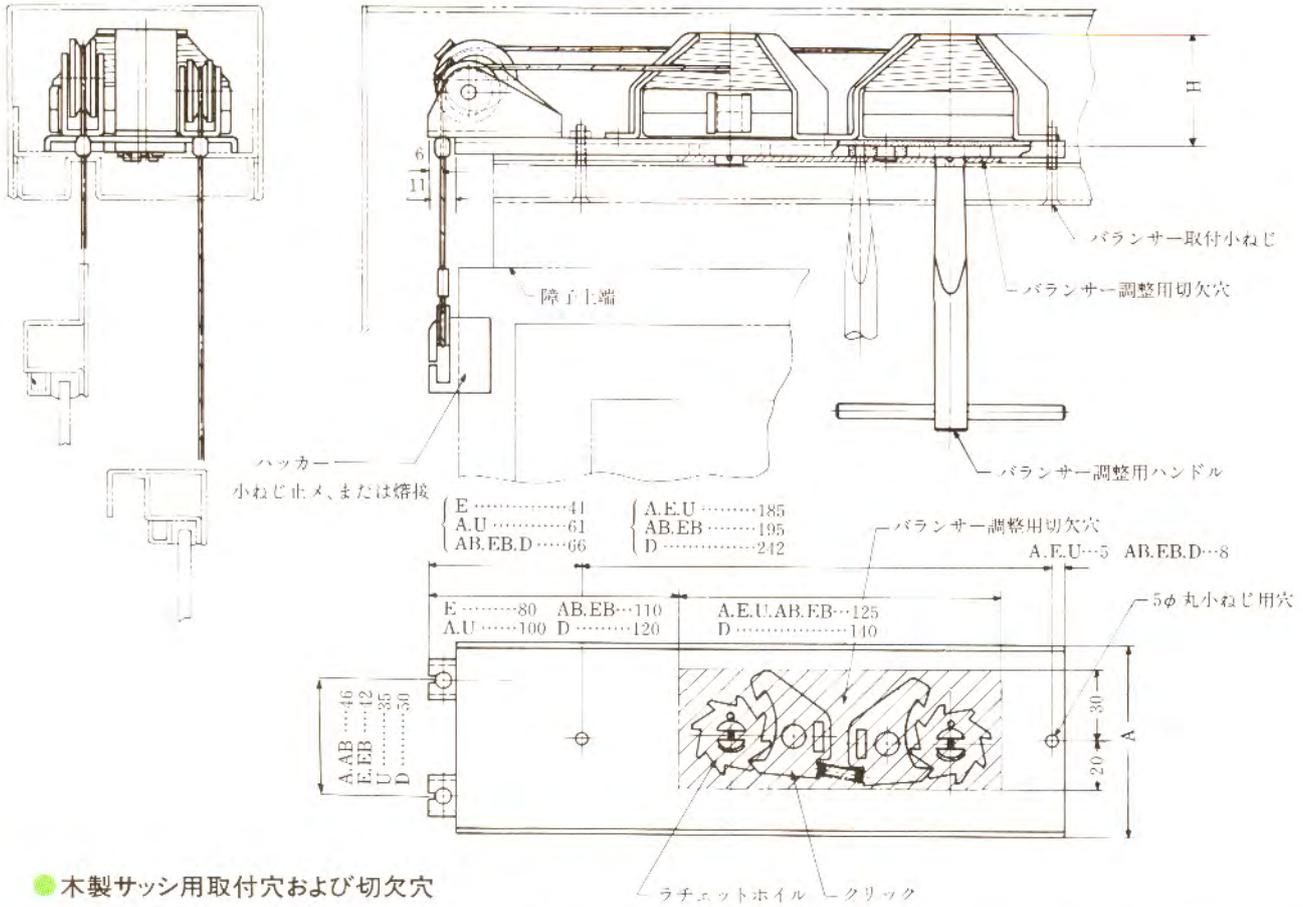 H
6
11
バランサー取付小ねじ
障子上端
バランサー調整用切欠穴
バランサー調整用ハンドル
ハッカー
小ねじ止メ、または熔接
E…………41 A.E.U………185
A.U…………61 AB.EB………195
AB.EB.D……66 D……………242
バランサー調整用切欠穴
A.E.U…5 AB.EB.D…8
E………80 AB.EB…110 A.E.U.AB.EB…125
A.U……100 D………120 D………………140
5φ丸小ねじ用穴
A.AB……46
E.EB……42
U…………35
D…………50
30
20
A
ラチェットホイル
クリック
木製サッシ用取付穴および切欠穴